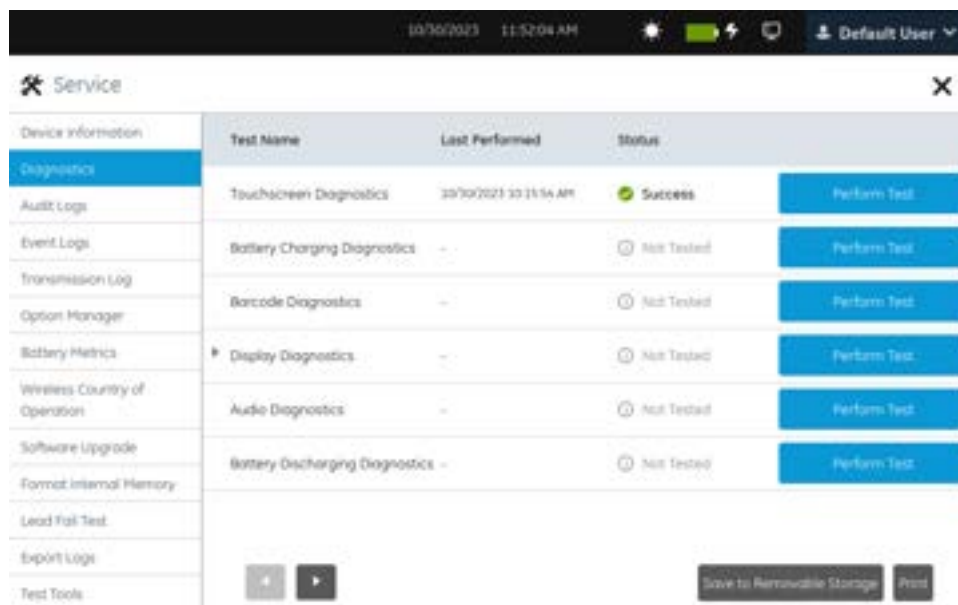 10/30/2023 11:52:04 AM Default User
Service
Device Information
Diagnostics
Audit Logs
Event Logs
Transmission Log
Option Manager
Battery Metrics
Wireless Country of
Operation
Software Upgrade
Format Internal Memory
Lead Fail Test
Export Logs
Test Tools
Test Name Last Performed Status
Touchscreen Diagnostics 10/30/2023 10:15:54 AM Success Perform Test
Battery Charging Diagnostics - Not Tested Perform Test
Barcode Diagnostics - Not Tested Perform Test
Display Diagnostics - Not Tested Perform Test
Audio Diagnostics - Not Tested Perform Test
Battery Discharging Diagnostics - Not Tested Perform Test
Save to Removable Storage Print